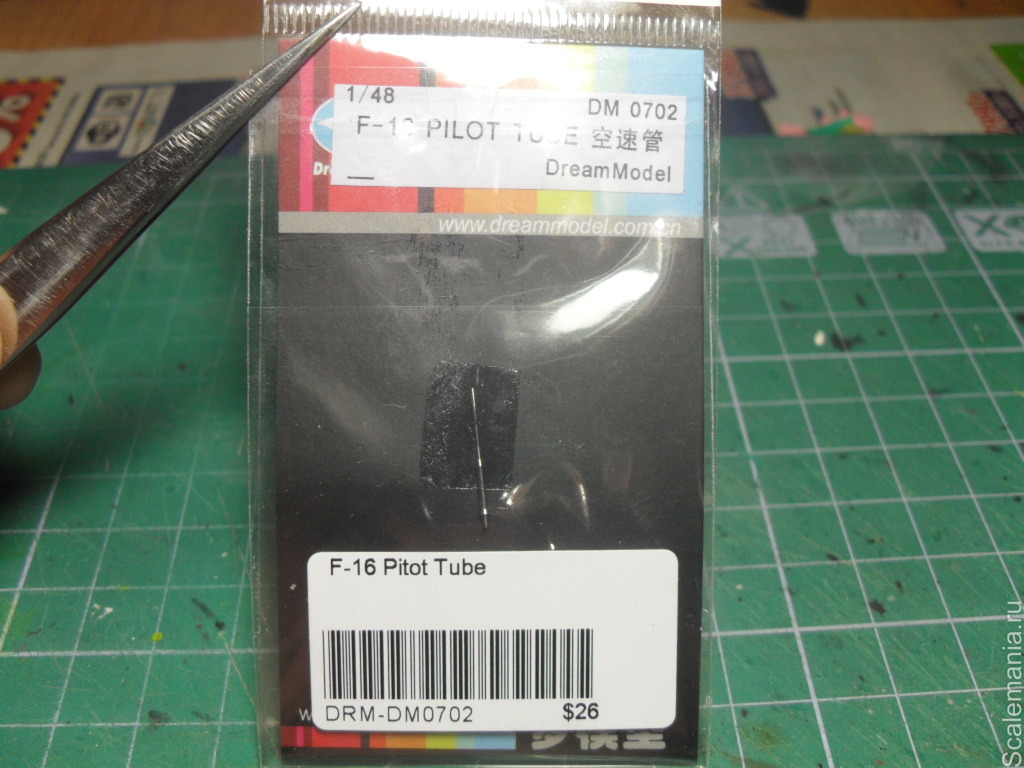 1/48
DM 0702
F-16 PILOT TUBE 空速管
DreamModel
www.dreammodel.com.cn
F-16 Pitot Tube
DRM-DM0702
$26
Scalemania.ru